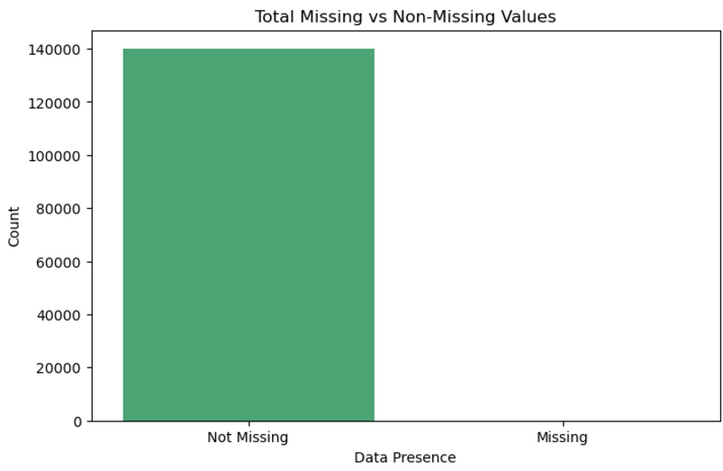 Total Missing vs Non-Missing Values
140000
120000
100000
80000
60000
40000
20000
0
Count
Not Missing Missing
Data Presence